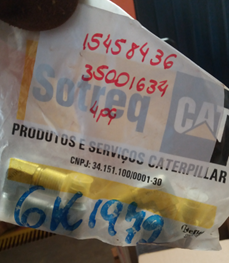 15458436
35001634
4pç
Sotreq CAT
PRODUTOS E SERVIÇOS CATERPILLAR
CNPJ: 34.151.100/0001-30
6K1979